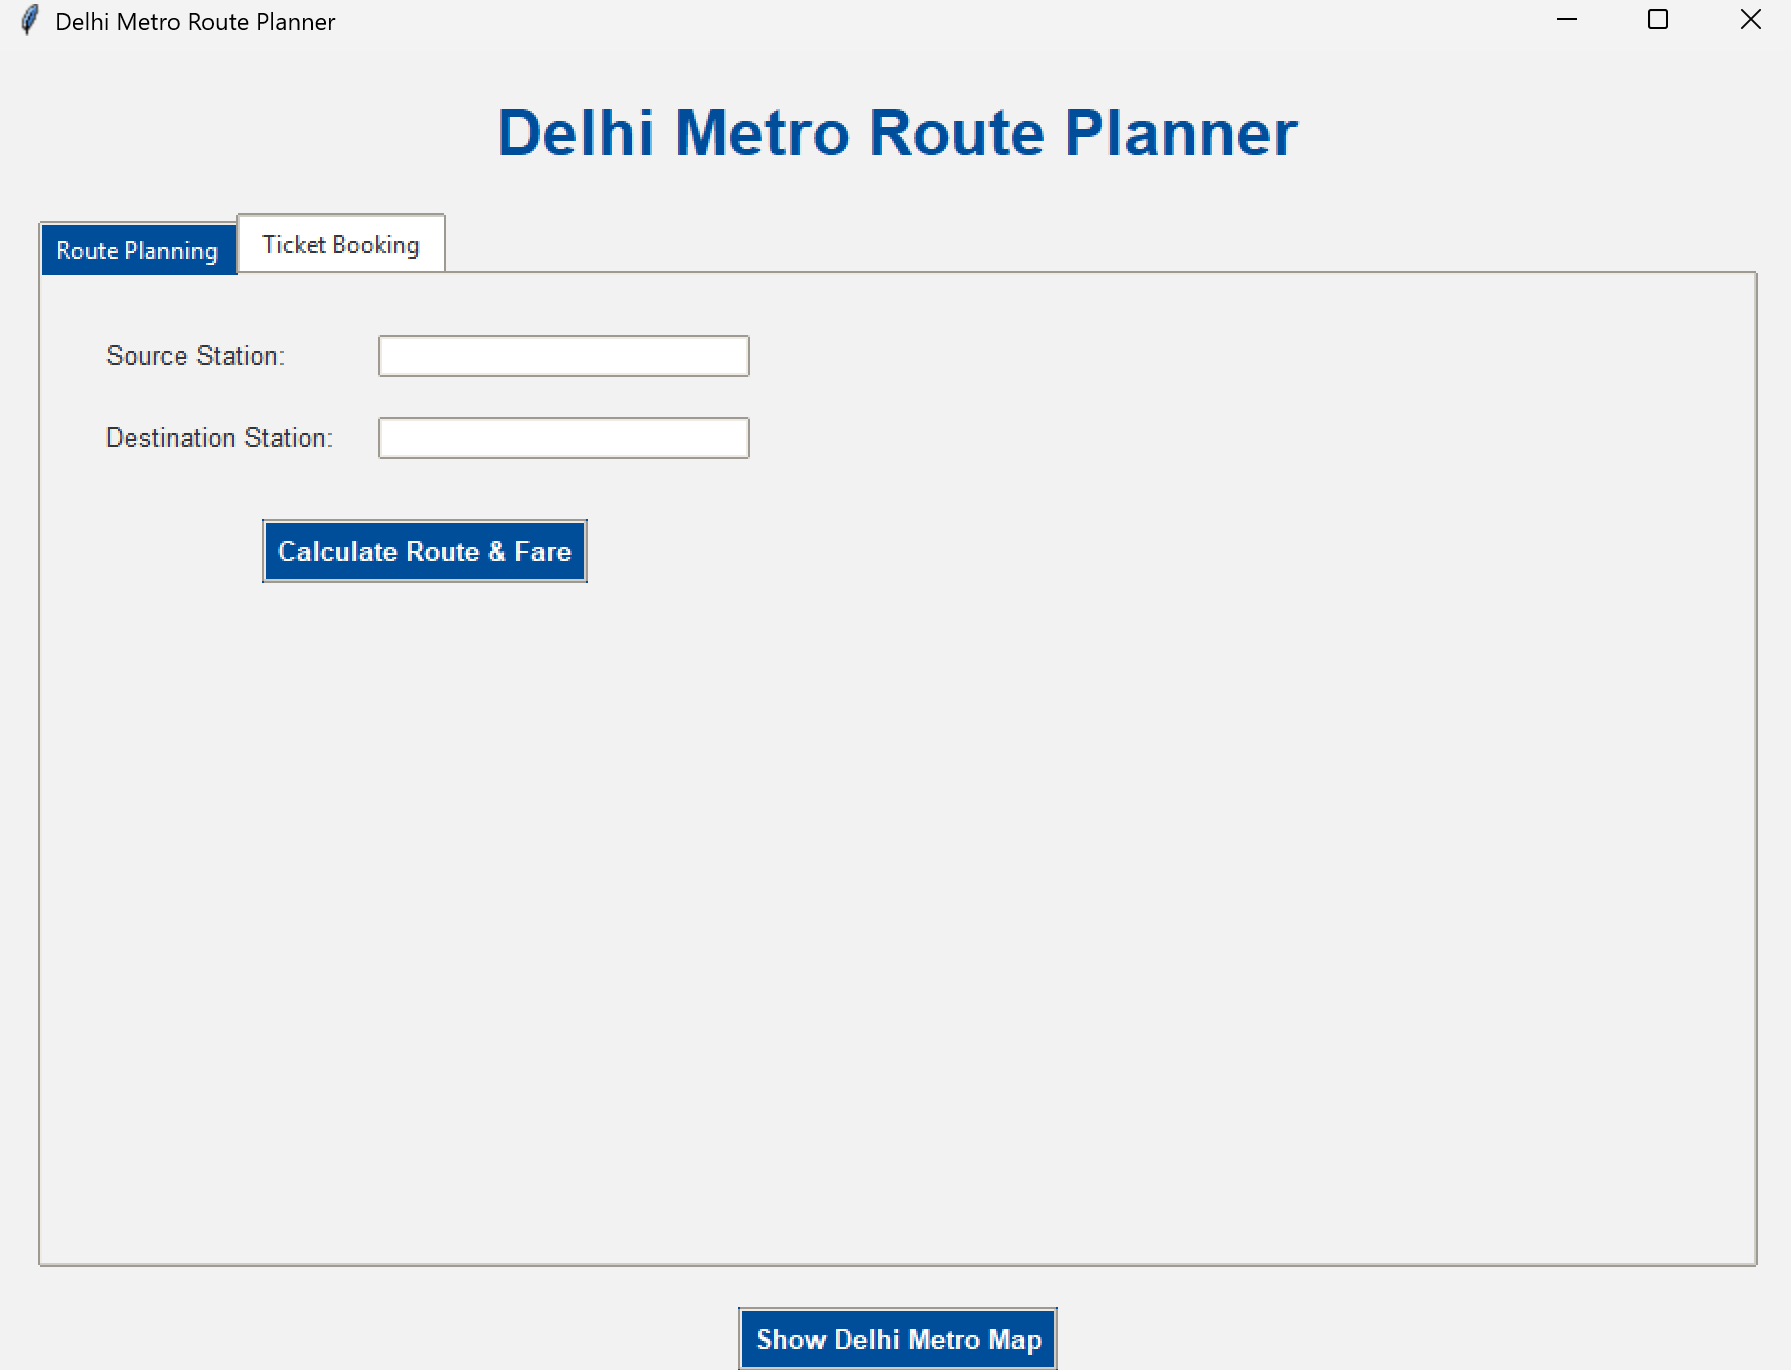 Delhi Metro Route Planner
Delhi Metro Route Planner
Route Planning
Ticket Booking
Source Station:
Destination Station:
Calculate Route & Fare
Show Delhi Metro Map